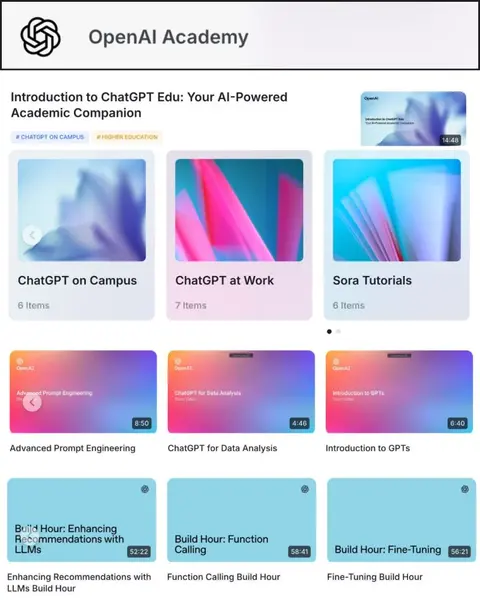 OpenAI Academy
Introduction to ChatGPT Edu: Your AI-Powered
Academic Companion
# CHATGPT ON CAMPUS
# HIGHER EDUCATION
OpenAI
Introduction to ChatGPT Edu:
Your AI-Powered Academic Companion
14:48
ChatGPT on Campus
6 Items
ChatGPT at Work
7 Items
Sora Tutorials
6 Items
OpenAI
Advanced Prompt Engineering
8:50
OpenAI
ChatGPT for Data Analysis
4:46
OpenAI
Introduction to GPTs
6:40
Advanced Prompt Engineering
ChatGPT for Data Analysis
Introduction to GPTs
Build Hour: Enhancing
Recommendations with
LLMs
52:22
Build Hour: Function
Calling
58:41
Build Hour: Fine-Tuning
56:21
Enhancing Recommendations with
LLMs Build Hour
Function Calling Build Hour
Fine-Tuning Build Hour